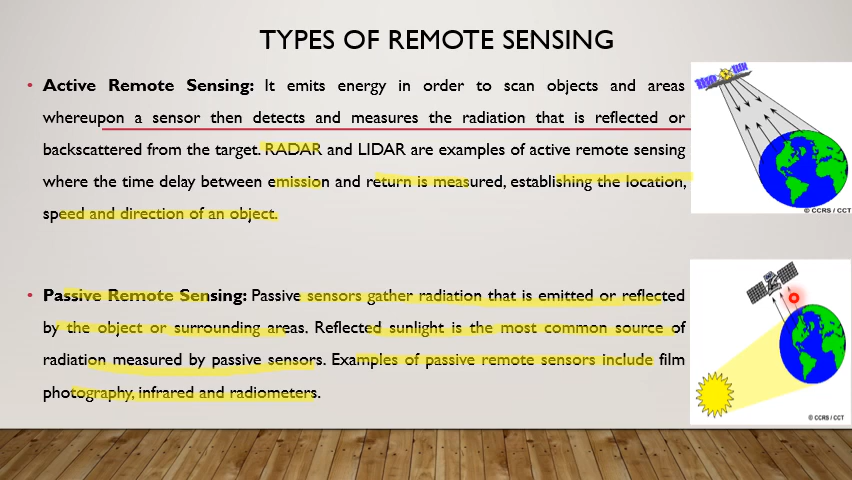 TYPES OF REMOTE SENSING
• Active Remote Sensing: It emits energy in order to scan objects and areas
whereupon a sensor then detects and measures the radiation that is reflected or
backscattered from the target. RADAR and LIDAR are examples of active remote sensing
where the time delay between emission and return is measured, establishing the location,
speed and direction of an object.
© CCRS / CCT
• Passive Remote Sensing: Passive sensors gather radiation that is emitted or reflected
by the object or surrounding areas. Reflected sunlight is the most common source of
radiation measured by passive sensors. Examples of passive remote sensors include film
photography, infrared and radiometers.
© CCRS / CCT